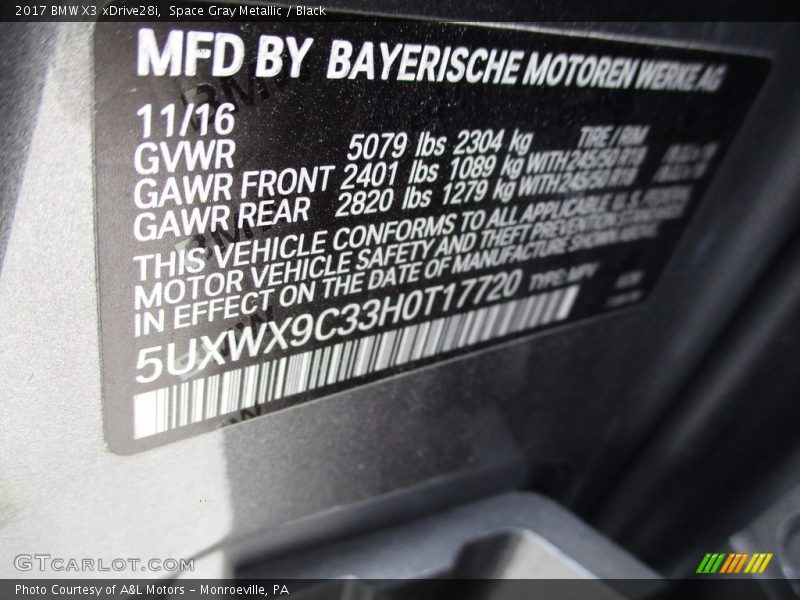 2017 BMW X3 xDrive28i, Space Gray Metallic / Black
MFD BY BAYERISCHE MOTOREN WERKE AG
11/16
GVWR 5079 lbs 2304 kg TIRE / RIM
GAWR FRONT 2401 lbs 1089 kg WITH 245/50 R18
GAWR REAR 2820 lbs 1279 kg WITH 245/50 R18
THIS VEHICLE CONFORMS TO ALL APPLICABLE U.S. FEDERAL
MOTOR VEHICLE SAFETY AND THEFT PREVENTION STANDARDS
IN EFFECT ON THE DATE OF MANUFACTURE SHOWN ABOVE.
5UXWX9C33H0T17720 TYPE: MPV
GTCARLOT.COM
Photo Courtesy of A&L Motors - Monroeville, PA